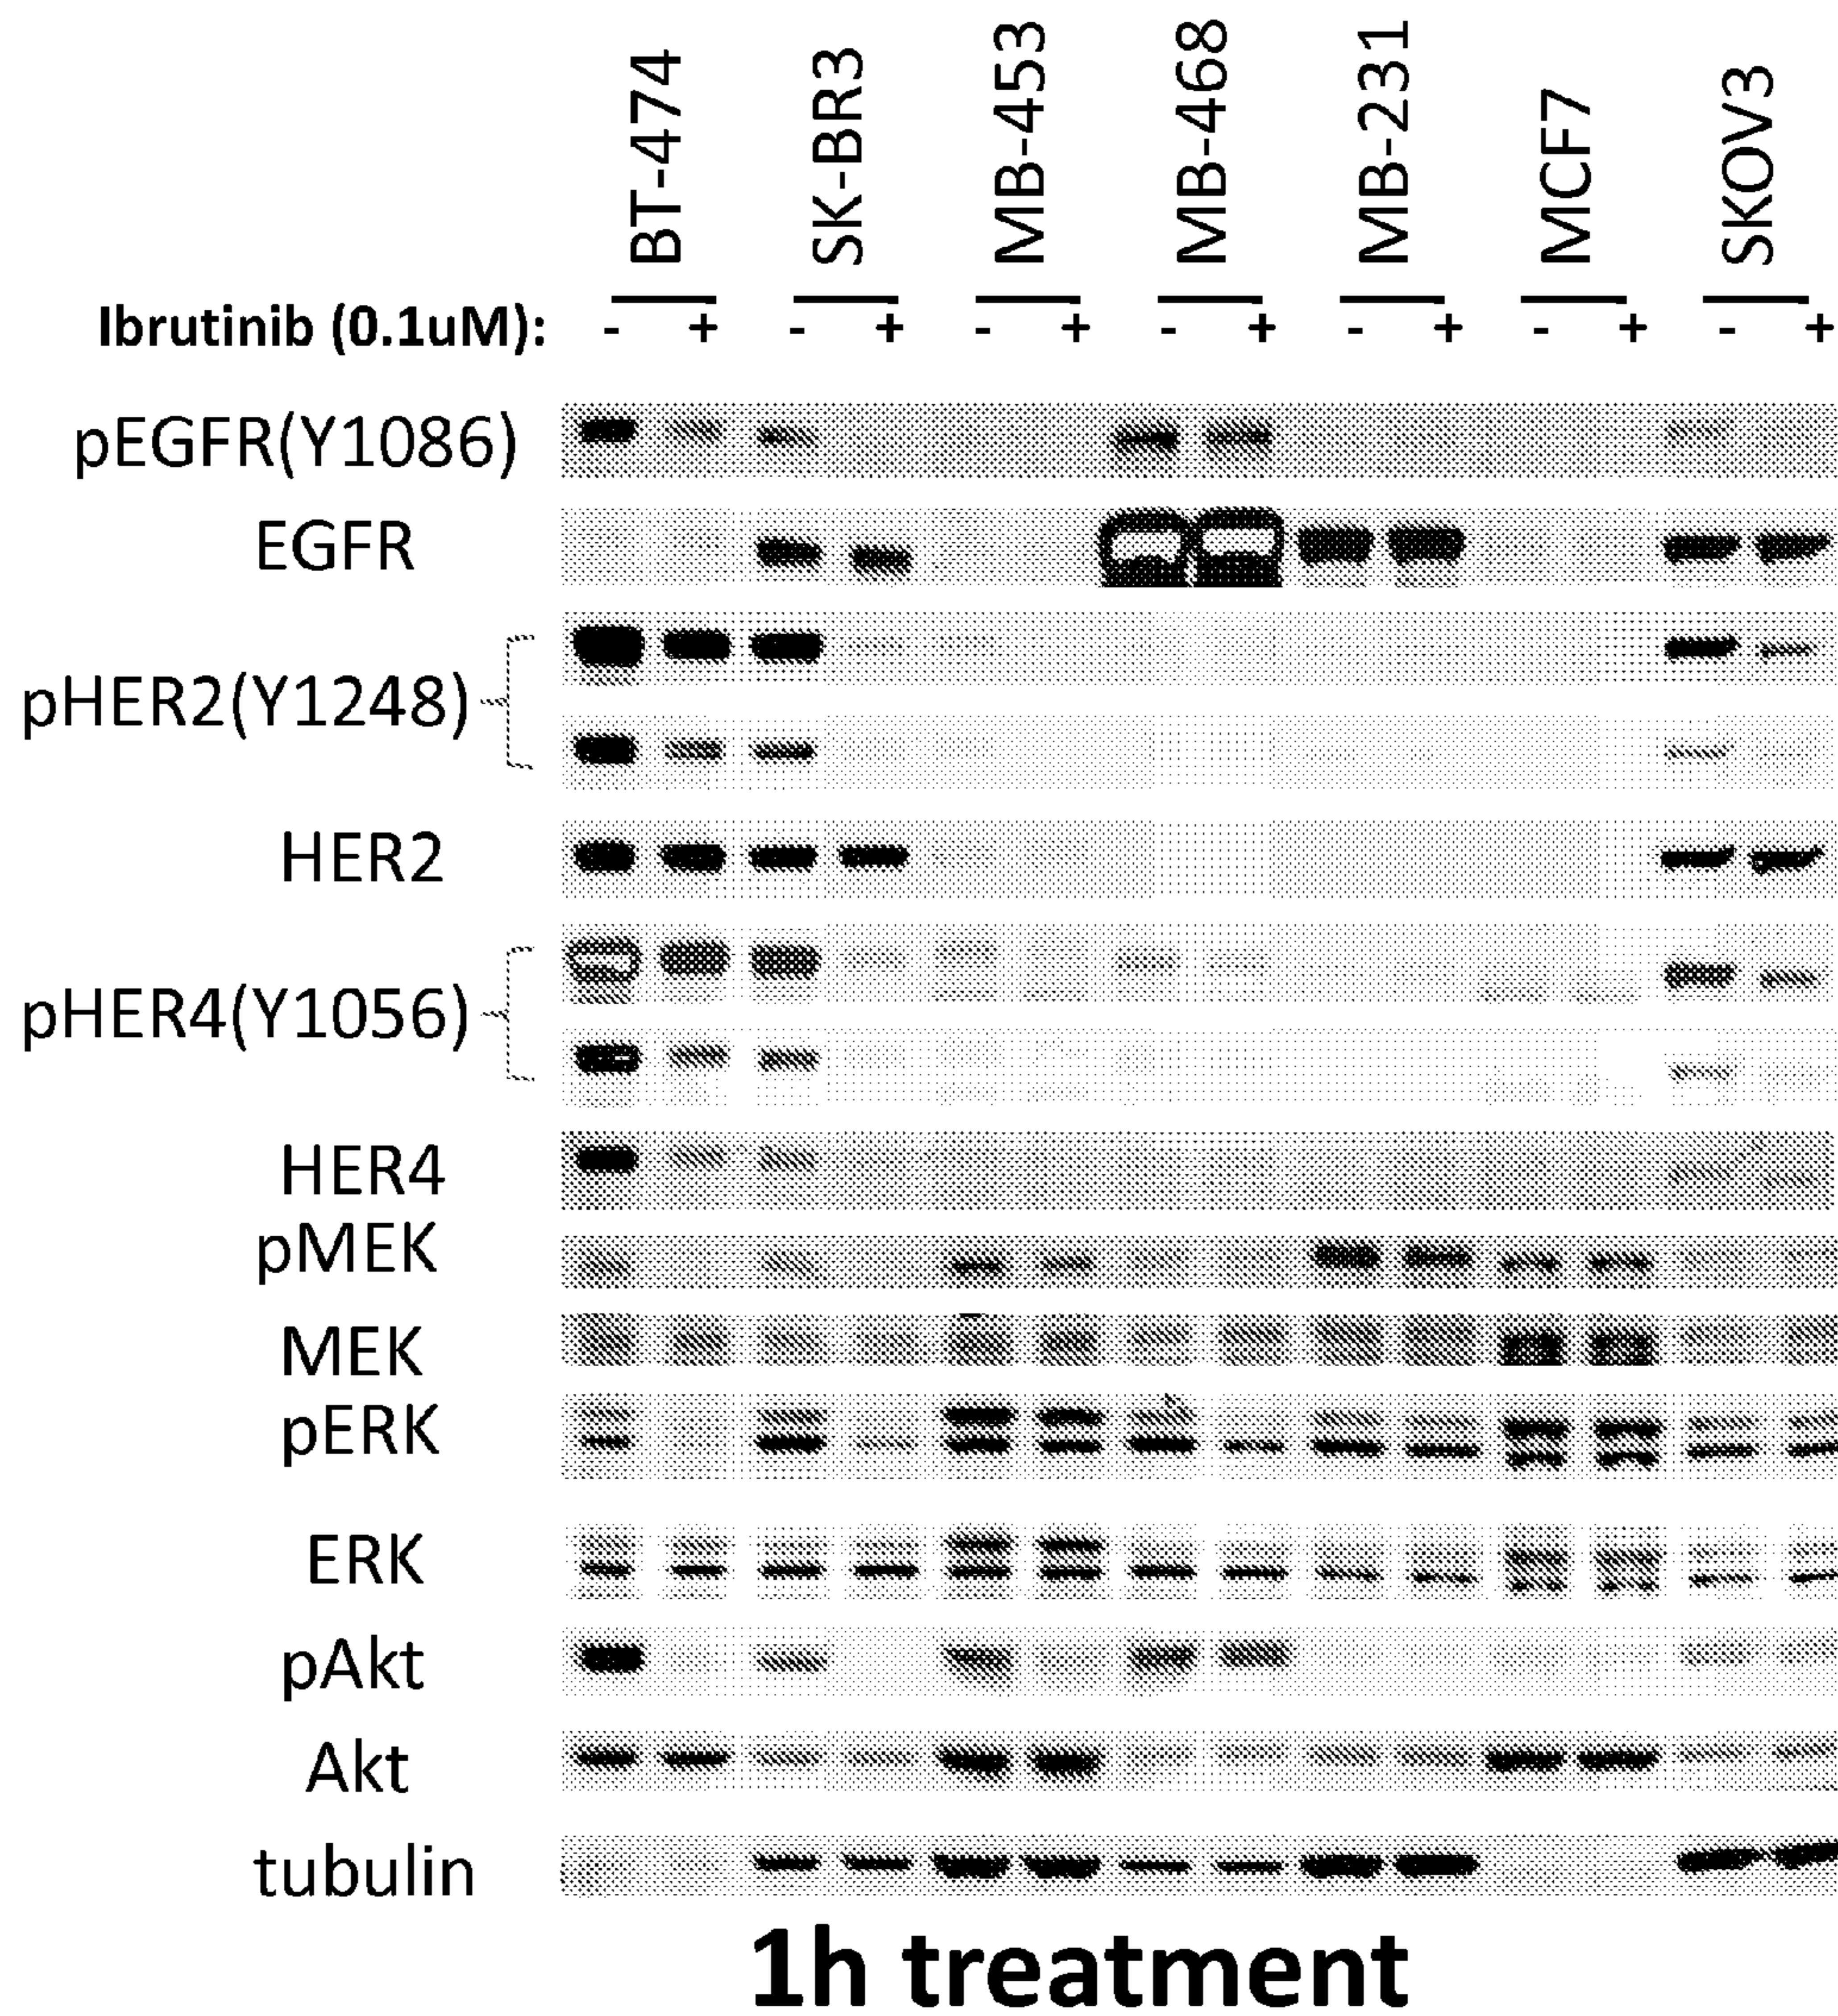 BT-474
SK-BR3
MB-453
MB-468
MB-231
MCF7
SKOV3
Ibrutinib (0.1uM): - + - + - + - + - + - + - +
pEGFR(Y1086)
EGFR
pHER2(Y1248)
HER2
pHER4(Y1056)
HER4
pMEK
MEK
pERK
ERK
pAkt
Akt
tubulin
1h treatment